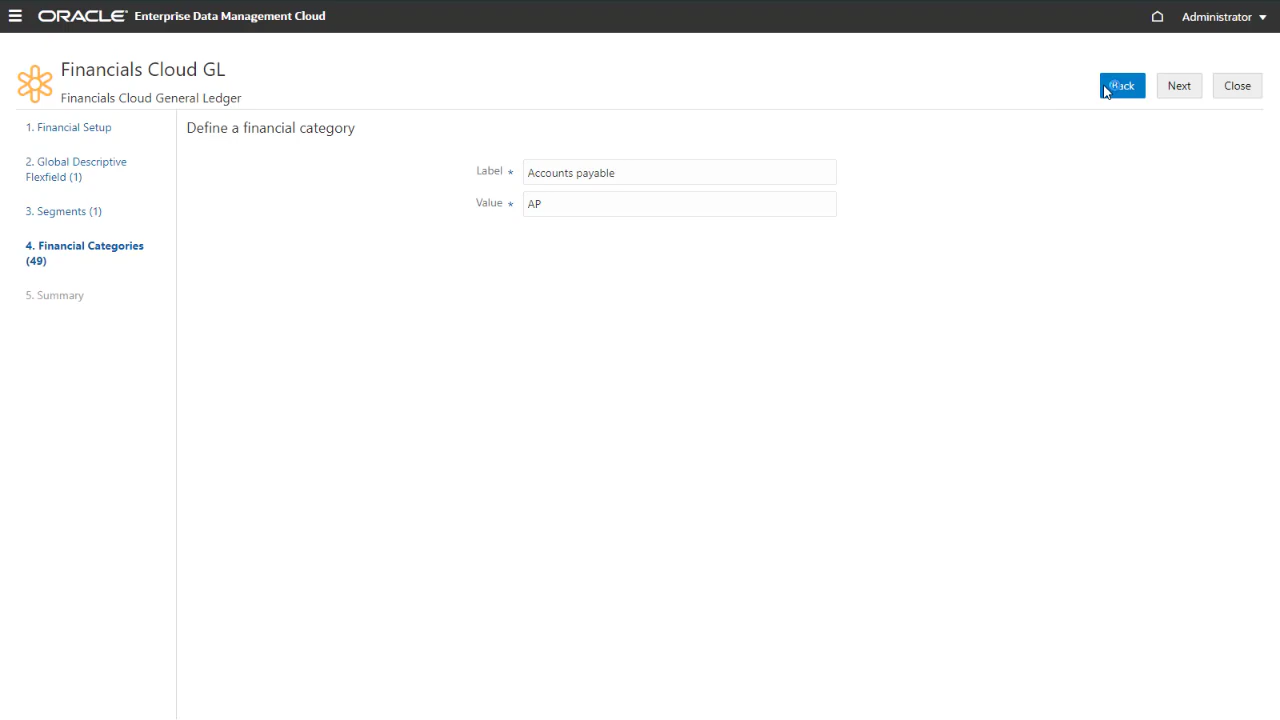 ORACLE Enterprise Data Management Cloud
Administrator
Financials Cloud GL
Financials Cloud General Ledger
Back
Next
Close
1. Financial Setup
2. Global Descriptive
Flexfield (1)
3. Segments (1)
4. Financial Categories
(49)
5. Summary
Define a financial category
Label * Accounts payable
Value * AP